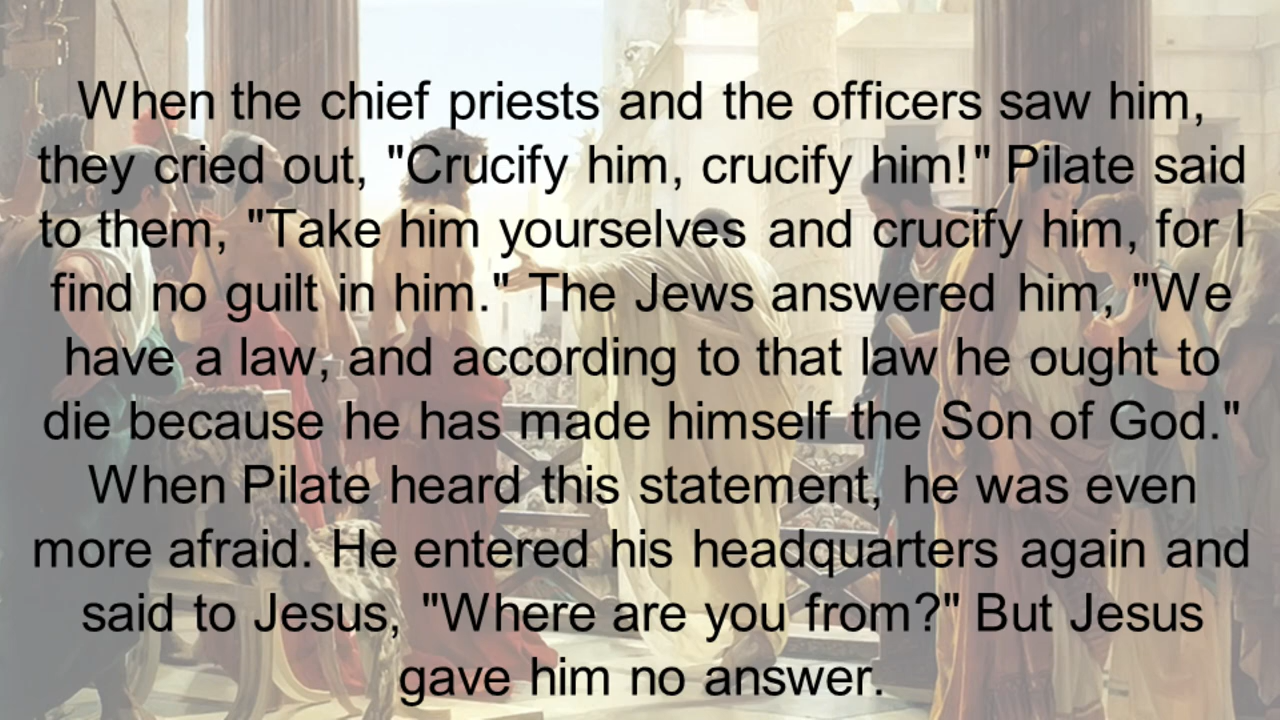 When the chief priests and the officers saw him,
they cried out, "Crucify him, crucify him!" Pilate said
to them, "Take him yourselves and crucify him, for I
find no guilt in him." The Jews answered him, "We
have a law, and according to that law he ought to
die because he has made himself the Son of God."
When Pilate heard this statement, he was even
more afraid. He entered his headquarters again and
said to Jesus, "Where are you from?" But Jesus
gave him no answer.